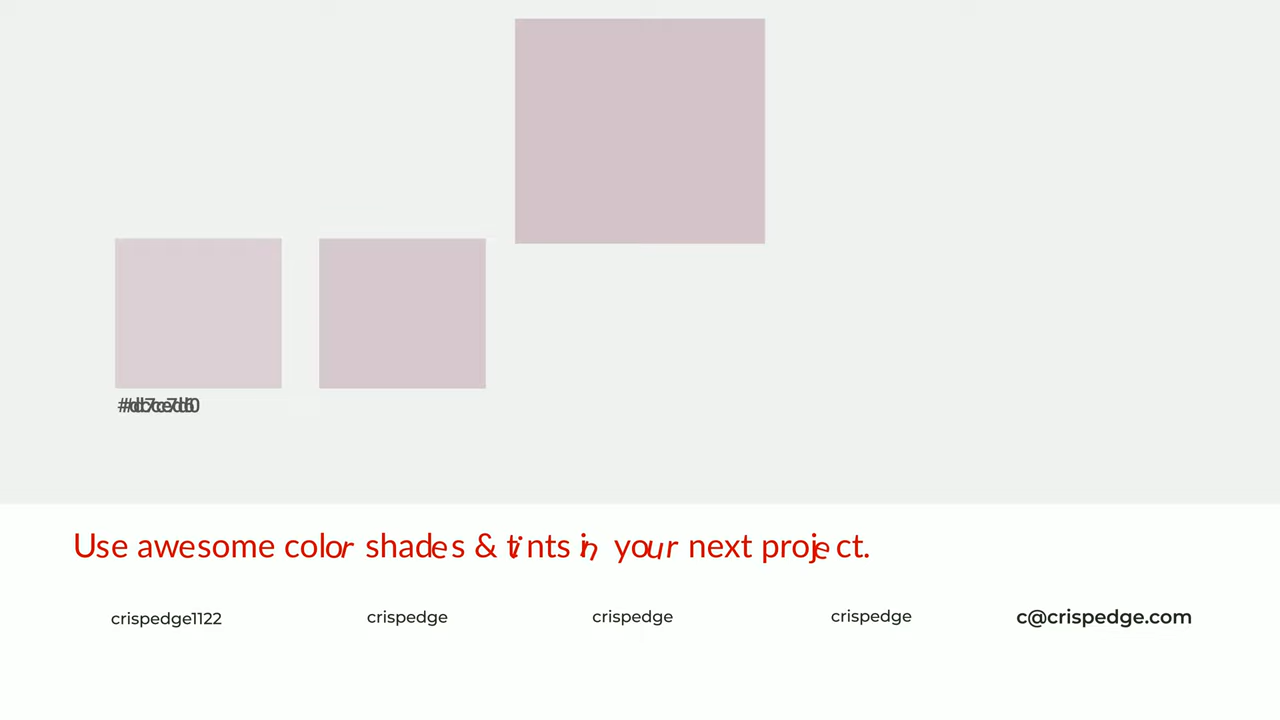 Use awesome color shades & tints in your next project.
crispedge1122 crispedge crispedge crispedge c@crispedge.com